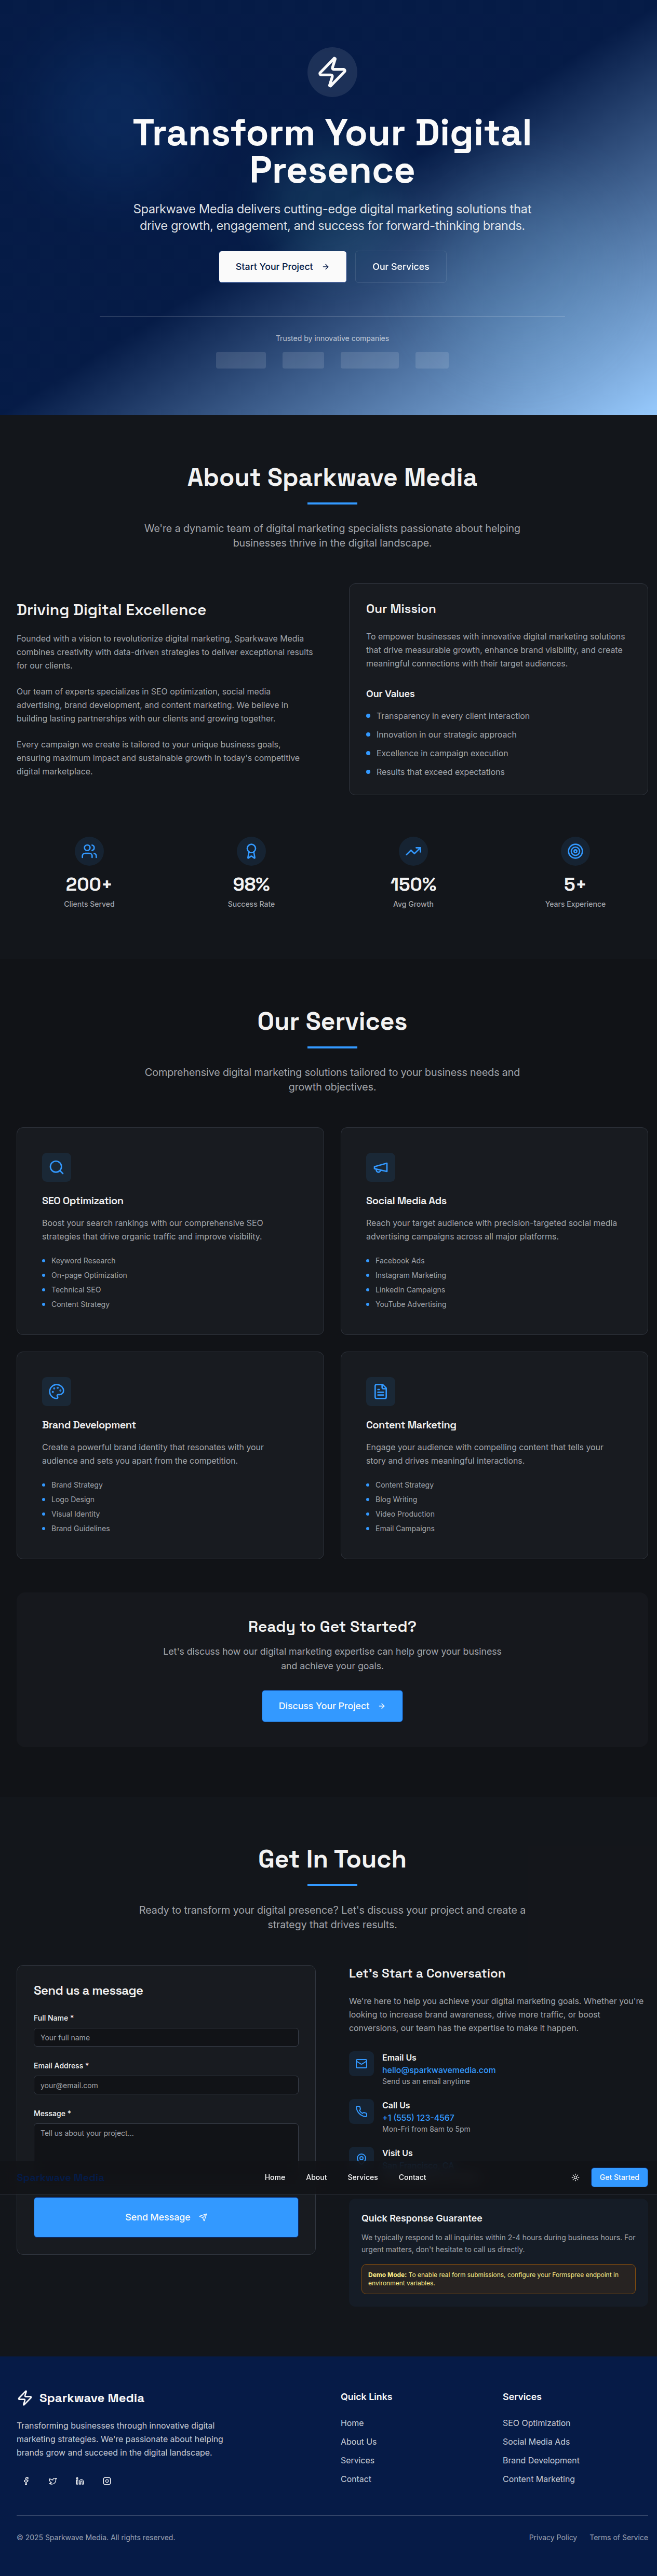 Transform Your Digital
Presence
Sparkwave Media delivers cutting-edge digital marketing solutions that
drive growth, engagement, and success for forward-thinking brands.
Start Your Project
Our Services
Trusted by innovative companies
About Sparkwave Media
We're a dynamic team of digital marketing specialists passionate about helping
businesses thrive in the digital landscape.
Driving Digital Excellence
Founded with a vision to revolutionize digital marketing, Sparkwave Media
combines creativity with data-driven strategies to deliver exceptional results
for our clients.
Our team of experts specializes in SEO optimization, social media
advertising, brand development, and content marketing. We believe in
building lasting partnerships with our clients and growing together.
Every campaign we create is tailored to your unique business goals,
ensuring maximum impact and sustainable growth in today's competitive
digital marketplace.
Our Mission
To empower businesses with innovative digital marketing solutions
that drive measurable growth, enhance brand visibility, and create
meaningful connections with their target audiences.
Our Values
Transparency in every client interaction
Innovation in our strategic approach
Excellence in campaign execution
Results that exceed expectations
200+
Clients Served
98%
Success Rate
150%
Avg Growth
5+
Years Experience
Our Services
Comprehensive digital marketing solutions tailored to your business needs and
growth objectives.
SEO Optimization
Boost your search rankings with our comprehensive SEO
strategies that drive organic traffic and improve visibility.
Keyword Research
On-page Optimization
Technical SEO
Content Strategy
Social Media Ads
Reach your target audience with precision-targeted social media
advertising campaigns across all major platforms.
Facebook Ads
Instagram Marketing
LinkedIn Campaigns
YouTube Advertising
Brand Development
Create a powerful brand identity that resonates with your
audience and sets you apart from the competition.
Brand Strategy
Logo Design
Visual Identity
Brand Guidelines
Content Marketing
Engage your audience with compelling content that tells your
story and drives meaningful interactions.
Content Strategy
Blog Writing
Video Production
Email Campaigns
Ready to Get Started?
Let's discuss how our digital marketing expertise can help grow your business
and achieve your goals.
Discuss Your Project
Get In Touch
Ready to transform your digital presence? Let's discuss your project and create a
strategy that drives results.
Send us a message
Full Name *
Your full name
Email Address *
your@email.com
Message *
Tell us about your project...
Let's Start a Conversation
We're here to help you achieve your digital marketing goals. Whether you're
looking to increase brand awareness, drive more traffic, or boost
conversions, our team has the expertise to make it happen.
Email Us
hello@sparkwavemedia.com
Send us an email anytime
Call Us
+1 (555) 123-4567
Mon-Fri from 8am to 5pm
Visit Us
Sparkwave Media
Home
About
Services
Contact
Get Started
Send Message
Quick Response Guarantee
We typically respond to all inquiries within 2-4 hours during business hours. For
urgent matters, don't hesitate to call us directly.
Demo Mode: To enable real form submissions, configure your Formspree endpoint in
environment variables.
Sparkwave Media
Transforming businesses through innovative digital
marketing strategies. We're passionate about helping
brands grow and succeed in the digital landscape.
Quick Links
Home
About Us
Services
Contact
Services
SEO Optimization
Social Media Ads
Brand Development
Content Marketing
© 2025 Sparkwave Media. All rights reserved.
Privacy Policy
Terms of Service